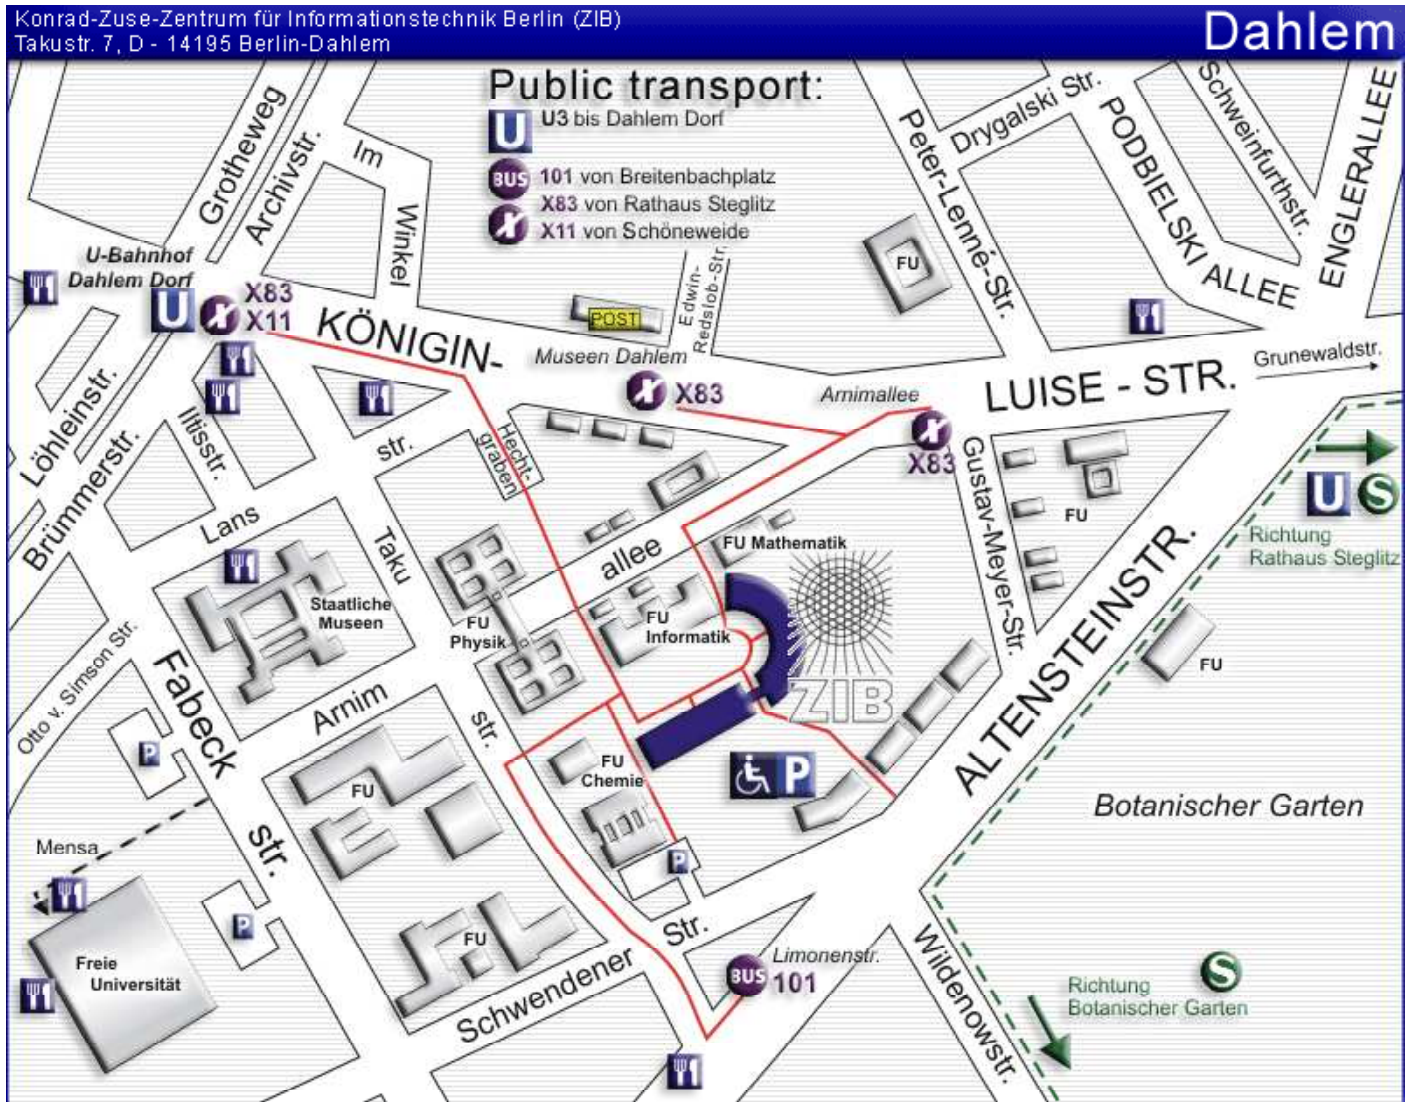 Konrad-Zuse-Zentrum für Informationstechnik Berlin (ZIB)
Takustr. 7, D - 14195 Berlin-Dahlem
Dahlem
Public transport:
U
U3 bis Dahlem Dorf
BUS
101 von Breitenbachplatz
X83 von Rathaus Steglitz
X
X11 von Schöneweide
Grotheweg
Archivstr.
Im
Winkel
Peter-Lenné-Str.
Drygalski Str.
PODBIELSKI ALLEE
Schweinfurthstr.
ENGLERALLEE
U-Bahnhof
Dahlem Dorf
U
X
X83
X11
KÖNIGIN-
LUISE - STR.
Grunewaldstr.
POST
Edwin-
Redslob-Str.
FU
Museen Dahlem
X
X83
Arnimallee
X
X83
Löhleinstr.
Brümmerstr.
Iltisstr.
Lans
str.
Hecht-
graben
Taku
str.
Gustav-Meyer-Str.
FU
U
S
Richtung
Rathaus Steglitz
allee
FU Mathematik
Staatliche
Museen
FU
Physik
FU
Informatik
ZIB
ALTENSTEINSTR.
FU
Otto v. Simson Str.
Fabeck
str.
Arnim
P
FU
FU
Chemie
P
P
Botanischer Garten
Mensa
P
P
FU
Freie
Universität
Schwendener
Str.
Limonenstr.
BUS
101
Wildenowstr.
S
Richtung
Botanischer Garten